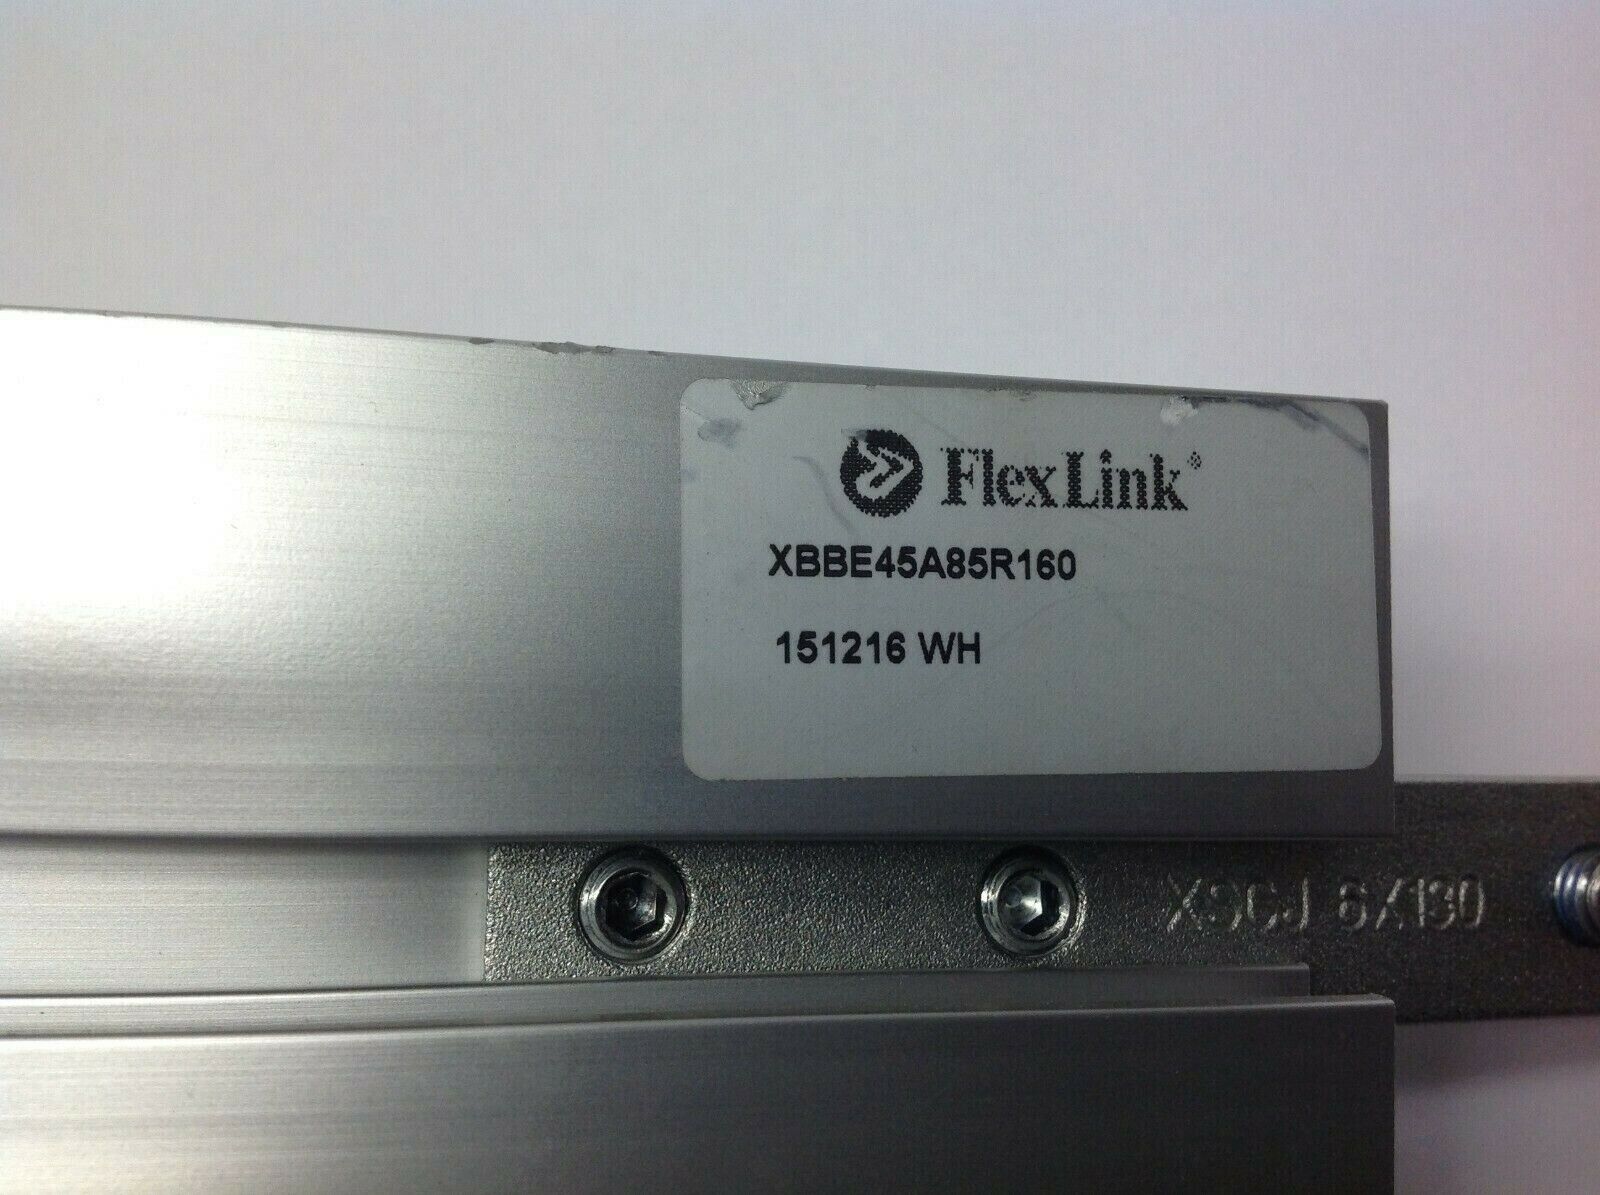 FlexLink®
XBBE45A85R160
151216 WH
XSCJ 6X130